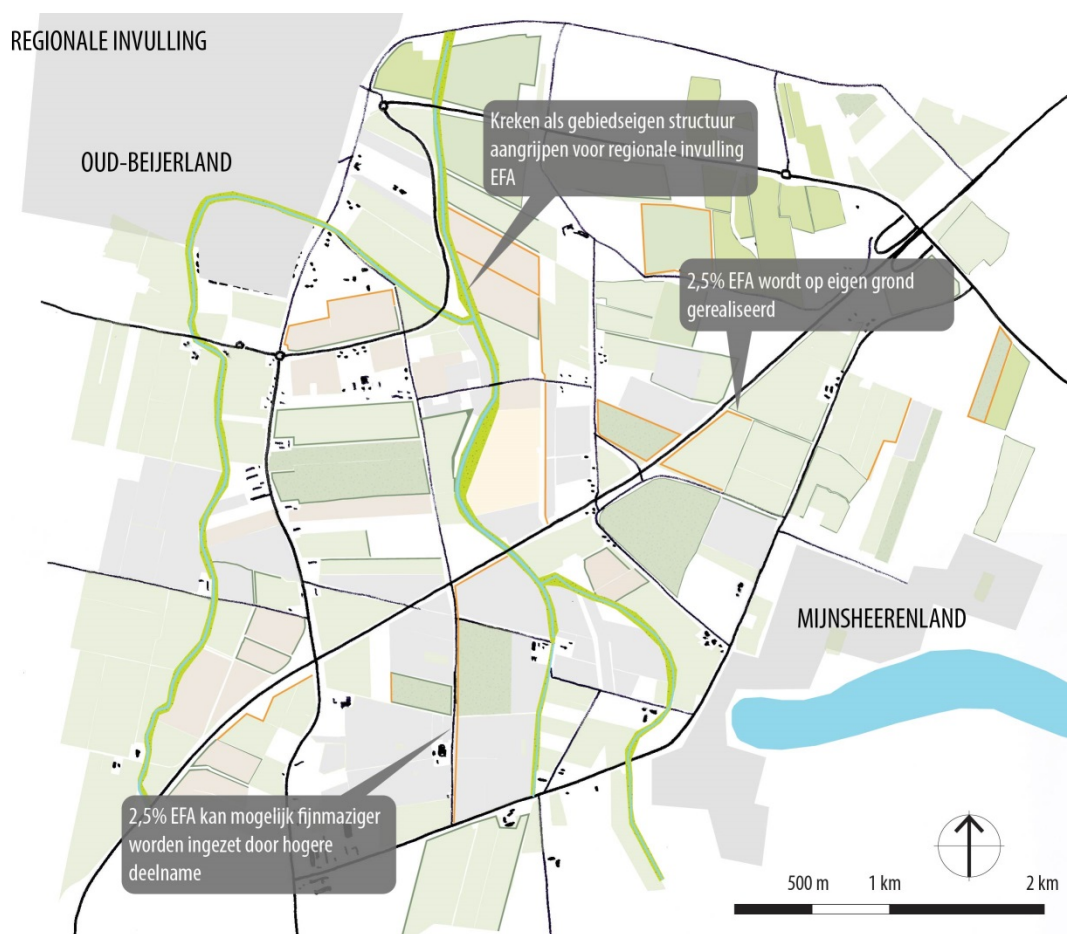 REGIONALE INVULLING
OUD-BEIJERLAND
Kreken als gebiedseigen structuur
aangrijpen voor regionale invulling
EFA
2,5% EFA wordt op eigen grond
gerealiseerd
MIJNSHEERENLAND
2,5% EFA kan mogelijk fijnmaziger
worden ingezet door hogere
deelname
500 m 1 km 2 km